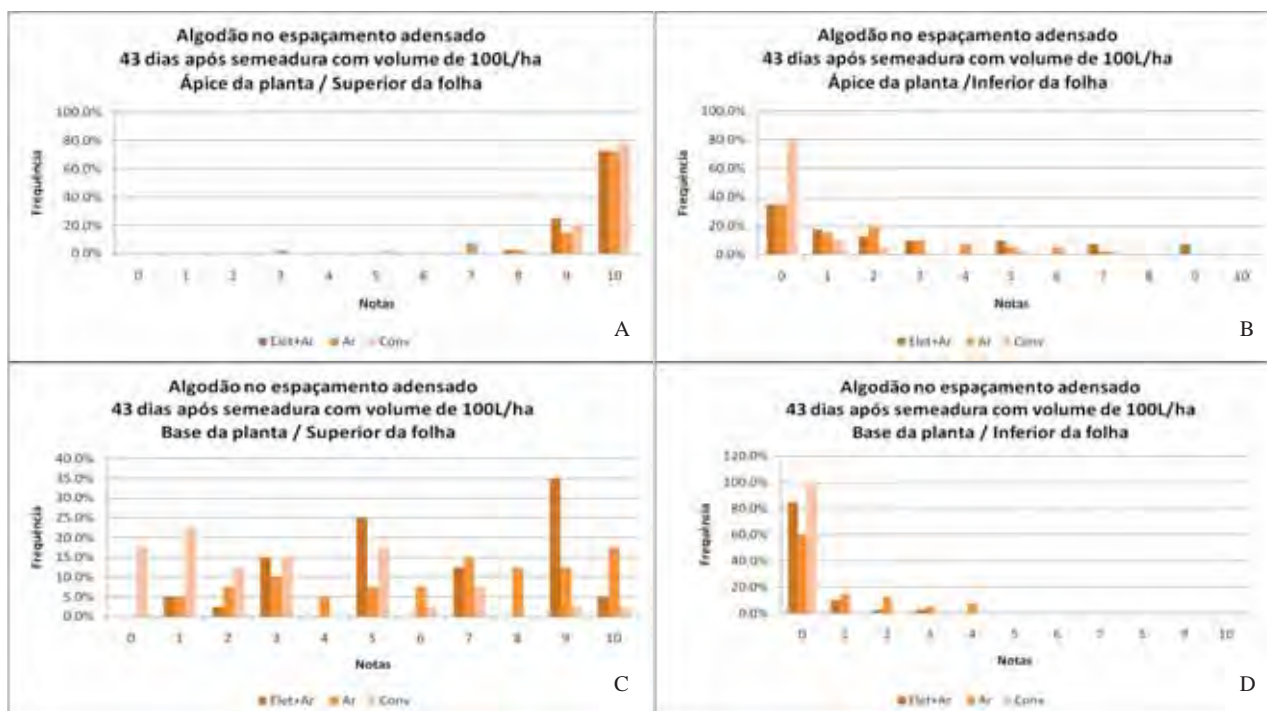 Algodão no espaçamento adensado
43 dias após semeadura com volume de 100L/ha
Ápice da planta / Superior da folha
Frequência
100.0%
80.0%
60.0%
40.0%
20.0%
0.0%
0 1 2 3 4 5 6 7 8 9 10
Notas
Elet+Ar Ar Conv
A
Algodão no espaçamento adensado
43 dias após semeadura com volume de 100L/ha
Ápice da planta /Inferior da folha
Frequência
100.0%
80.0%
60.0%
40.0%
20.0%
0.0%
0 1 2 3 4 5 6 7 8 9 10
Notas
Elet+Ar Ar Conv
B
Algodão no espaçamento adensado
43 dias após semeadura com volume de 100L/ha
Base da planta / Superior da folha
Frequência
40.0%
35.0%
30.0%
25.0%
20.0%
15.0%
10.0%
5.0%
0.0%
0 1 2 3 4 5 6 7 8 9 10
Notas
Elet+Ar Ar Conv
C
Algodão no espaçamento adensado
43 dias após semeadura com volume de 100L/ha
Base da planta / Inferior da folha
Frequência
120.0%
100.0%
80.0%
60.0%
40.0%
20.0%
0.0%
0 1 2 3 4 5 6 7 8 9 10
Notas
Elet+Ar Ar Conv
D